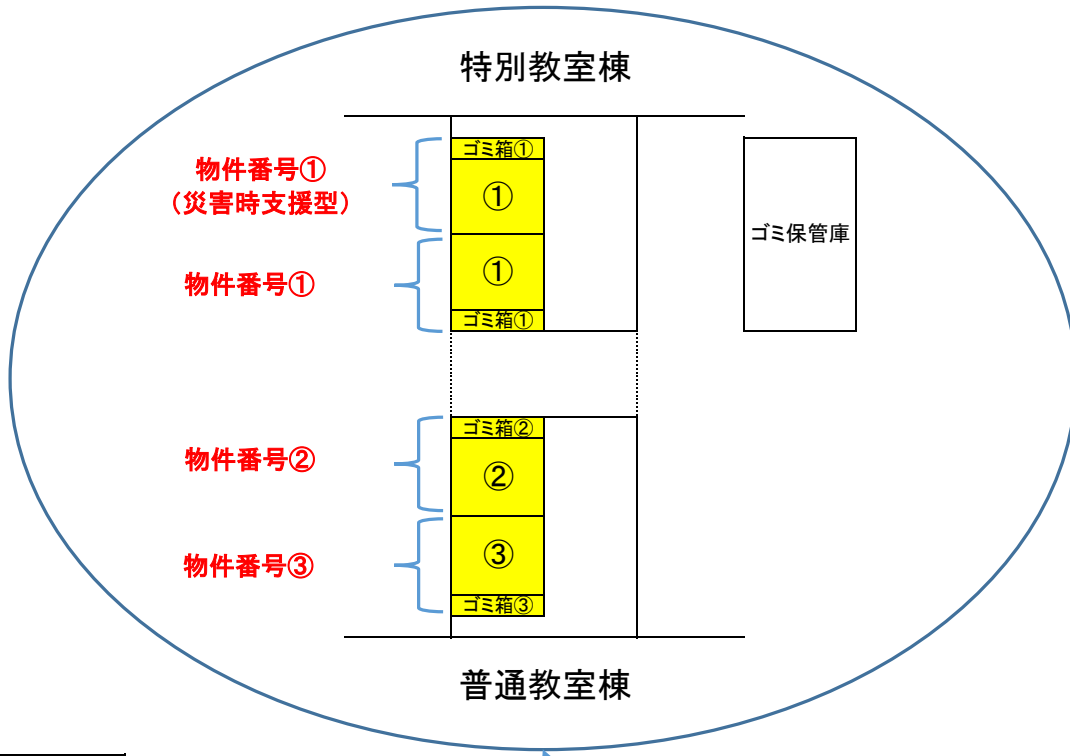 特別教室棟
物件番号①
（災害時支援型）
ゴミ箱①
①
ゴミ保管庫
物件番号①
①
ゴミ箱①
物件番号②
ゴミ箱②
②
物件番号③
③
ゴミ箱③
普通教室棟